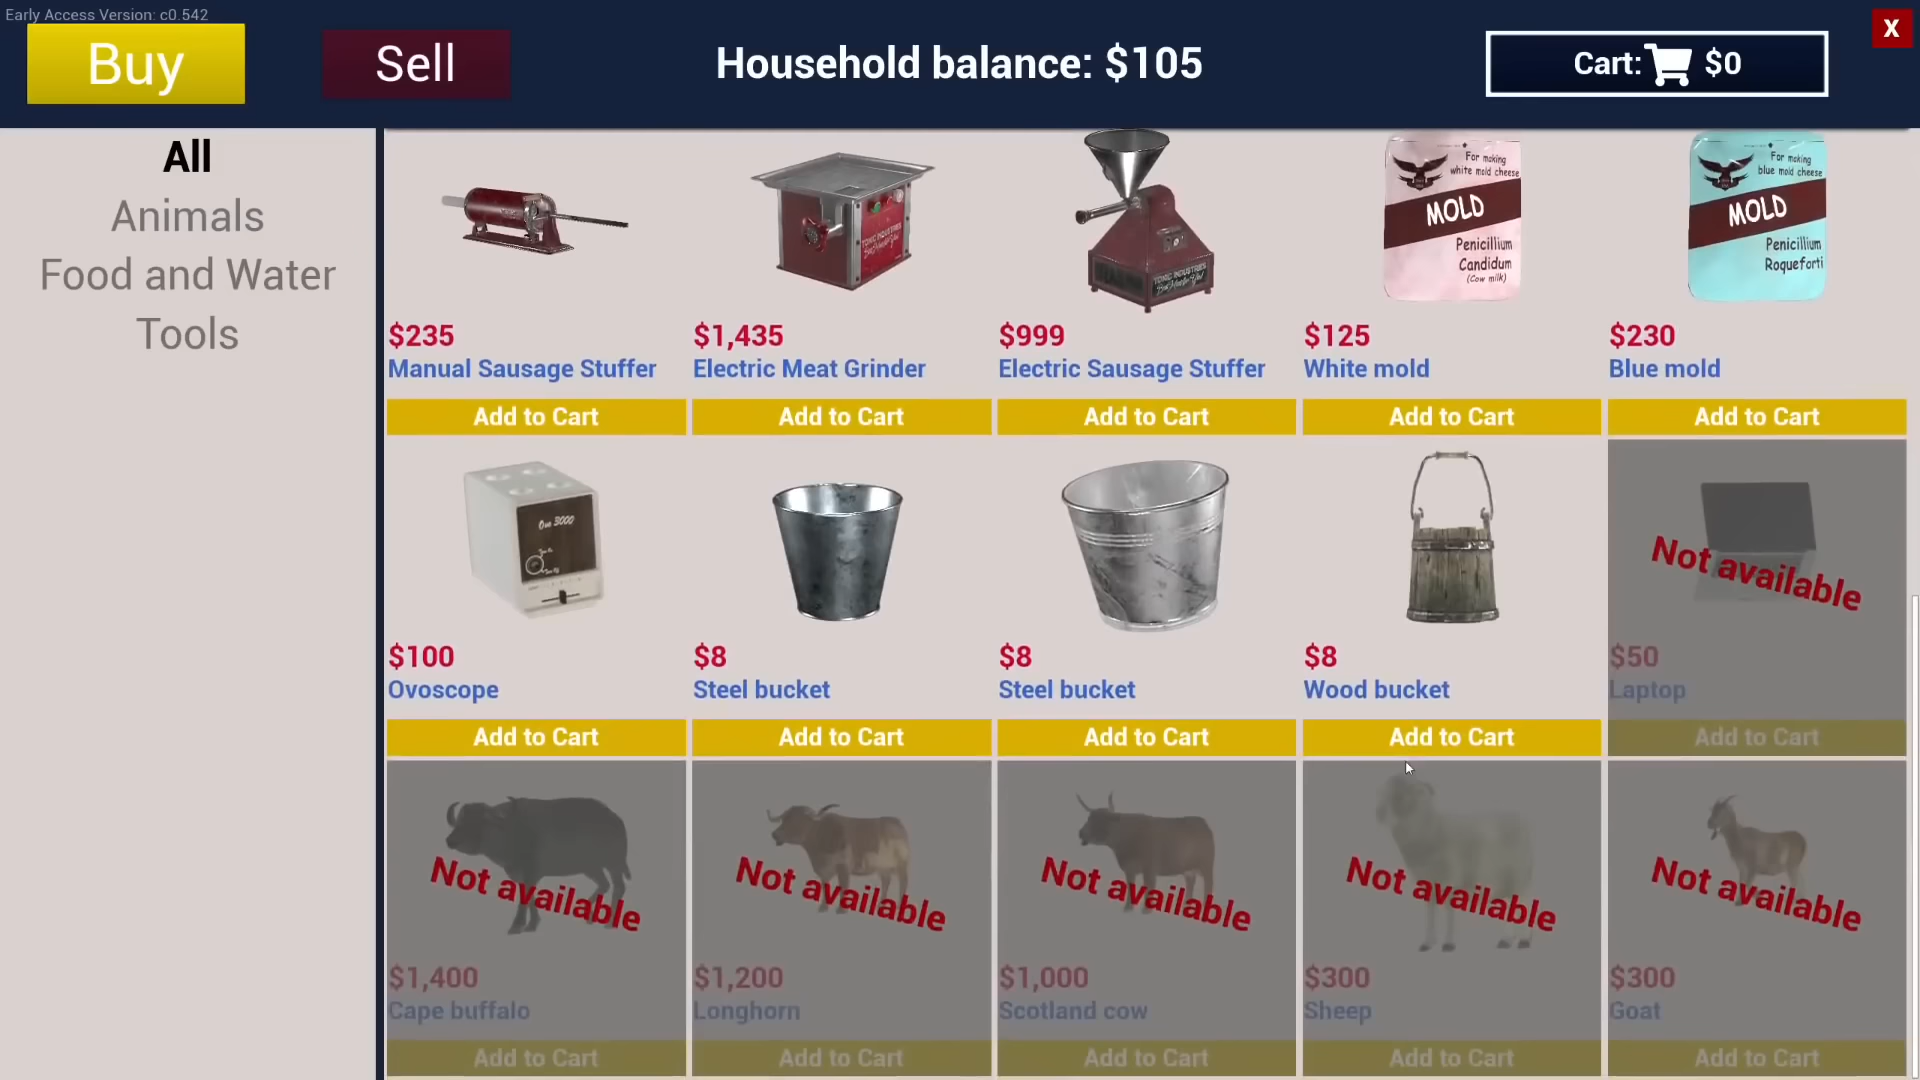 Early Access Version: c0.542
Buy
Sell
Household balance: $105
Cart: $0
X
All
Animals
Food and Water
Tools
For making
white mold cheese
MOLD
Penicillium
Candidum
(Cow milk)
For making
blue mold cheese
MOLD
Penicillium
Roqueforti
TONIC INDUSTRIES
TONIC INDUSTRIES
$235
$1,435
$999
$125
$230
Manual Sausage Stuffer
Electric Meat Grinder
Electric Sausage Stuffer
White mold
Blue mold
Add to Cart
Add to Cart
Add to Cart
Add to Cart
Add to Cart
Ovo 3000
Not available
$100
$8
$8
$8
$50
Ovoscope
Steel bucket
Steel bucket
Wood bucket
Laptop
Add to Cart
Add to Cart
Add to Cart
Add to Cart
Add to Cart
Not available
Not available
Not available
Not available
Not available
$1,400
$1,200
$1,000
$300
$300
Cape buffalo
Longhorn
Scotland cow
Sheep
Goat
Add to Cart
Add to Cart
Add to Cart
Add to Cart
Add to Cart